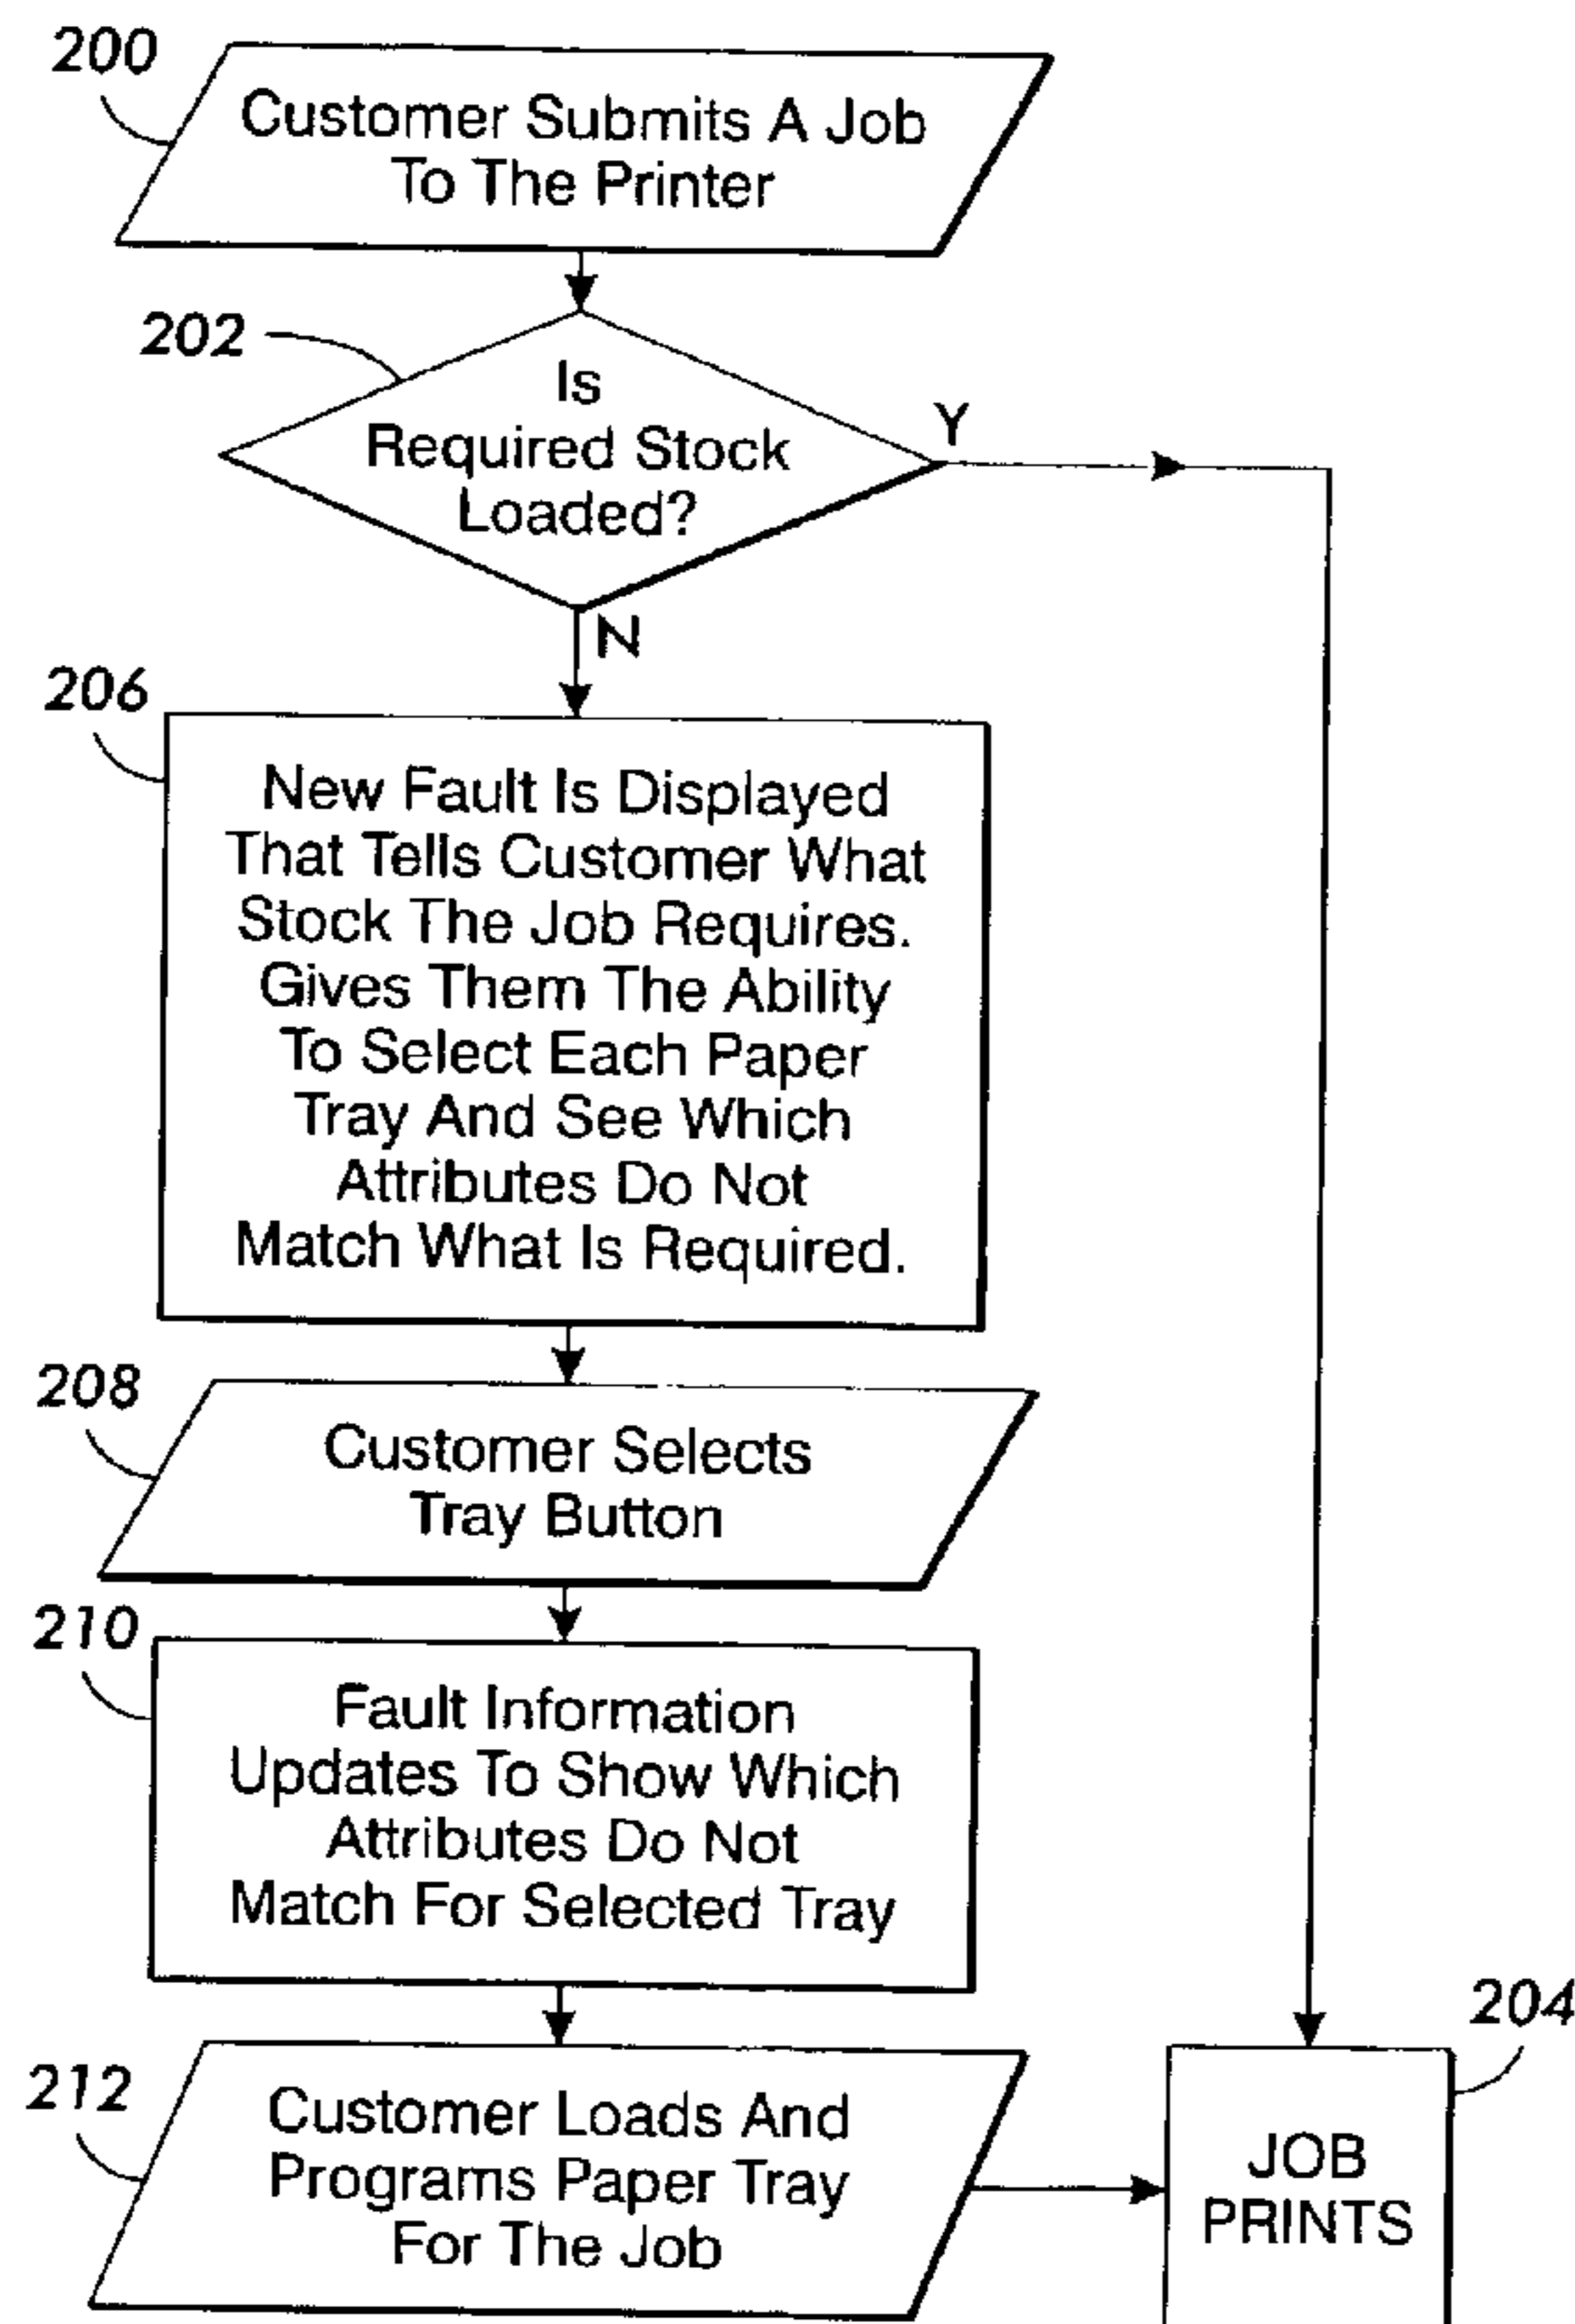 200
Customer Submits A Job
To The Printer
202
Is
Required Stock
Loaded?
Y
N
206
New Fault Is Displayed
That Tells Customer What
Stock The Job Requires.
Gives Them The Ability
To Select Each Paper
Tray And See Which
Attributes Do Not
Match What Is Required.
208
Customer Selects
Tray Button
210
Fault Information
Updates To Show Which
Attributes Do Not
Match For Selected Tray
212
Customer Loads And
Programs Paper Tray
For The Job
204
JOB
PRINTS